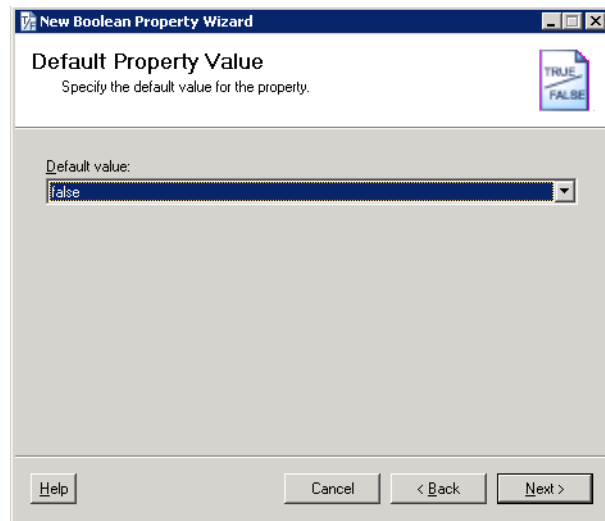 New Boolean Property Wizard
Default Property Value
Specify the default value for the property.
TRUE
FALSE
Default value:
false
Help
Cancel
< Back
Next >